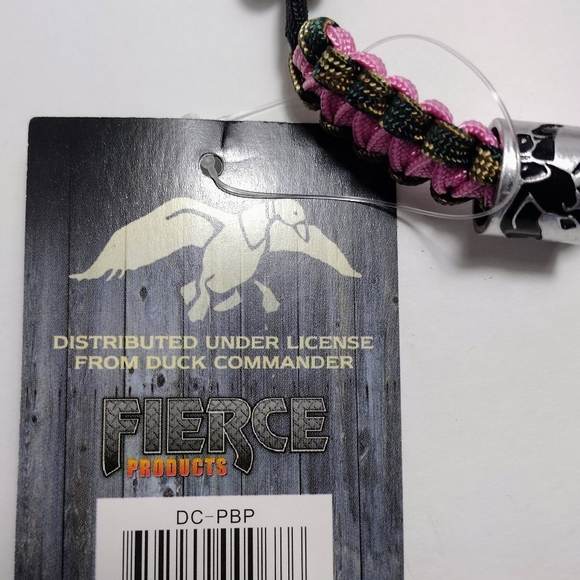 DISTRIBUTED UNDER LICENSE
FROM DUCK COMMANDER
FIERCE
PRODUCTS
DC-PBP